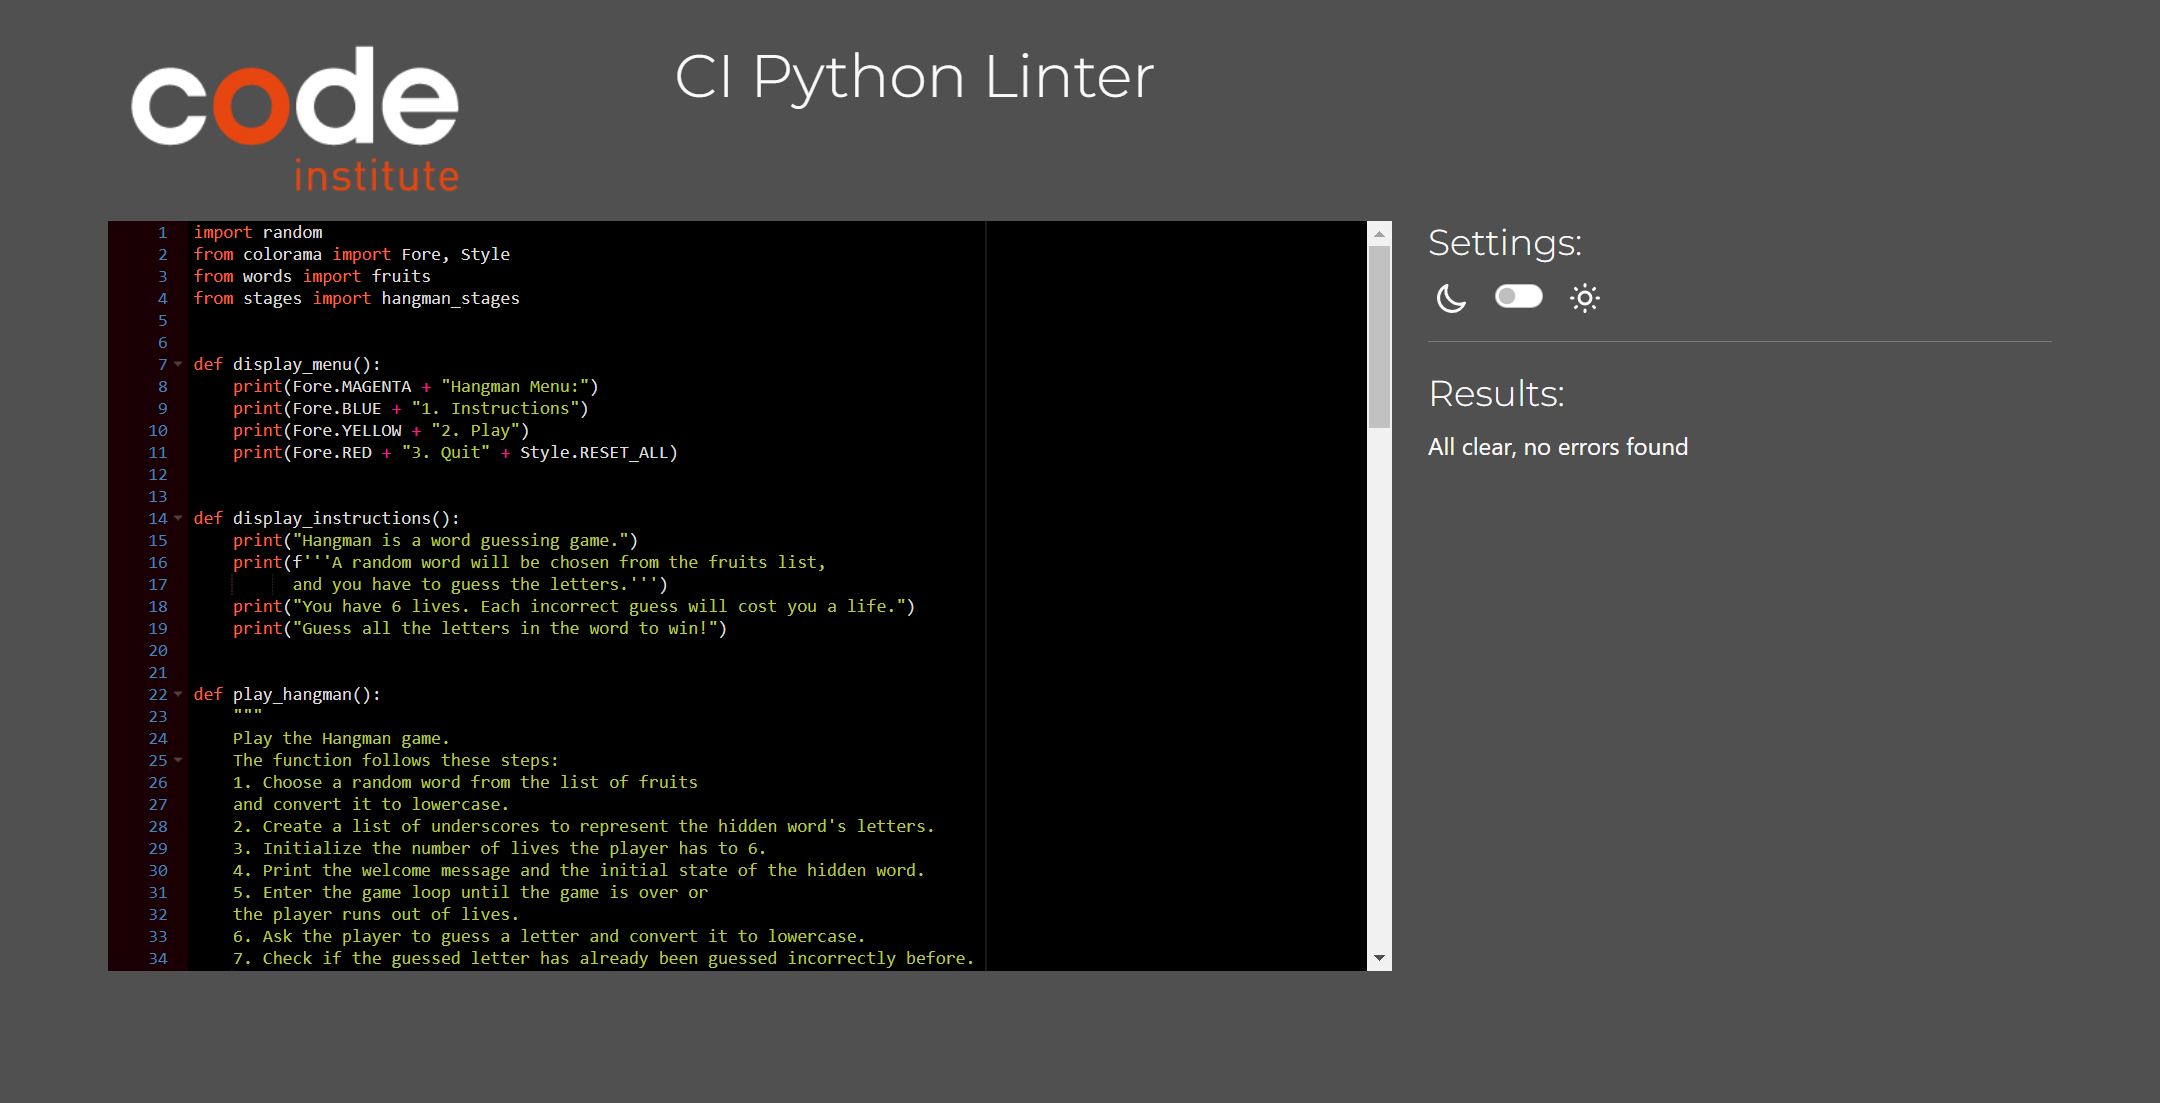 code
institute
CI Python Linter
1 import random
2 from colorama import Fore, Style
3 from words import fruits
4 from stages import hangman_stages
5
6
7 def display_menu():
8     print(Fore.MAGENTA + "Hangman Menu:")
9     print(Fore.BLUE + "1. Instructions")
10     print(Fore.YELLOW + "2. Play")
11     print(Fore.RED + "3. Quit" + Style.RESET_ALL)
12
13
14 def display_instructions():
15     print("Hangman is a word guessing game.")
16     print(f'''A random word will be chosen from the fruits list,
17           and you have to guess the letters.''')
18     print("You have 6 lives. Each incorrect guess will cost you a life.")
19     print("Guess all the letters in the word to win!")
20
21
22 def play_hangman():
23     """
24     Play the Hangman game.
25     The function follows these steps:
26     1. Choose a random word from the list of fruits
27     and convert it to lowercase.
28     2. Create a list of underscores to represent the hidden word's letters.
29     3. Initialize the number of lives the player has to 6.
30     4. Print the welcome message and the initial state of the hidden word.
31     5. Enter the game loop until the game is over or
32     the player runs out of lives.
33     6. Ask the player to guess a letter and convert it to lowercase.
34     7. Check if the guessed letter has already been guessed incorrectly before.
Settings:
Results:
All clear, no errors found